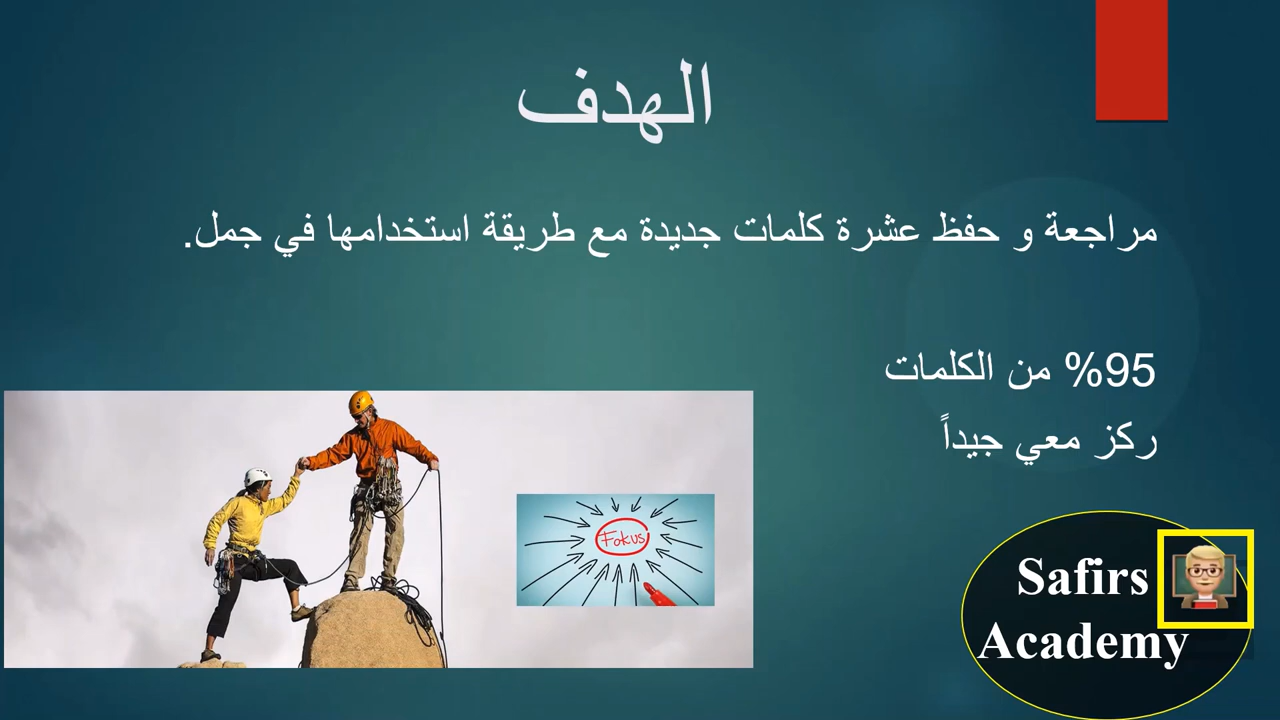 الهدف
مراجعة و حفظ عشرة كلمات جديدة مع طريقة استخدامها في جمل.
95% من الكلمات
ركز معي جيداً
Fokus
Safirs
Academy